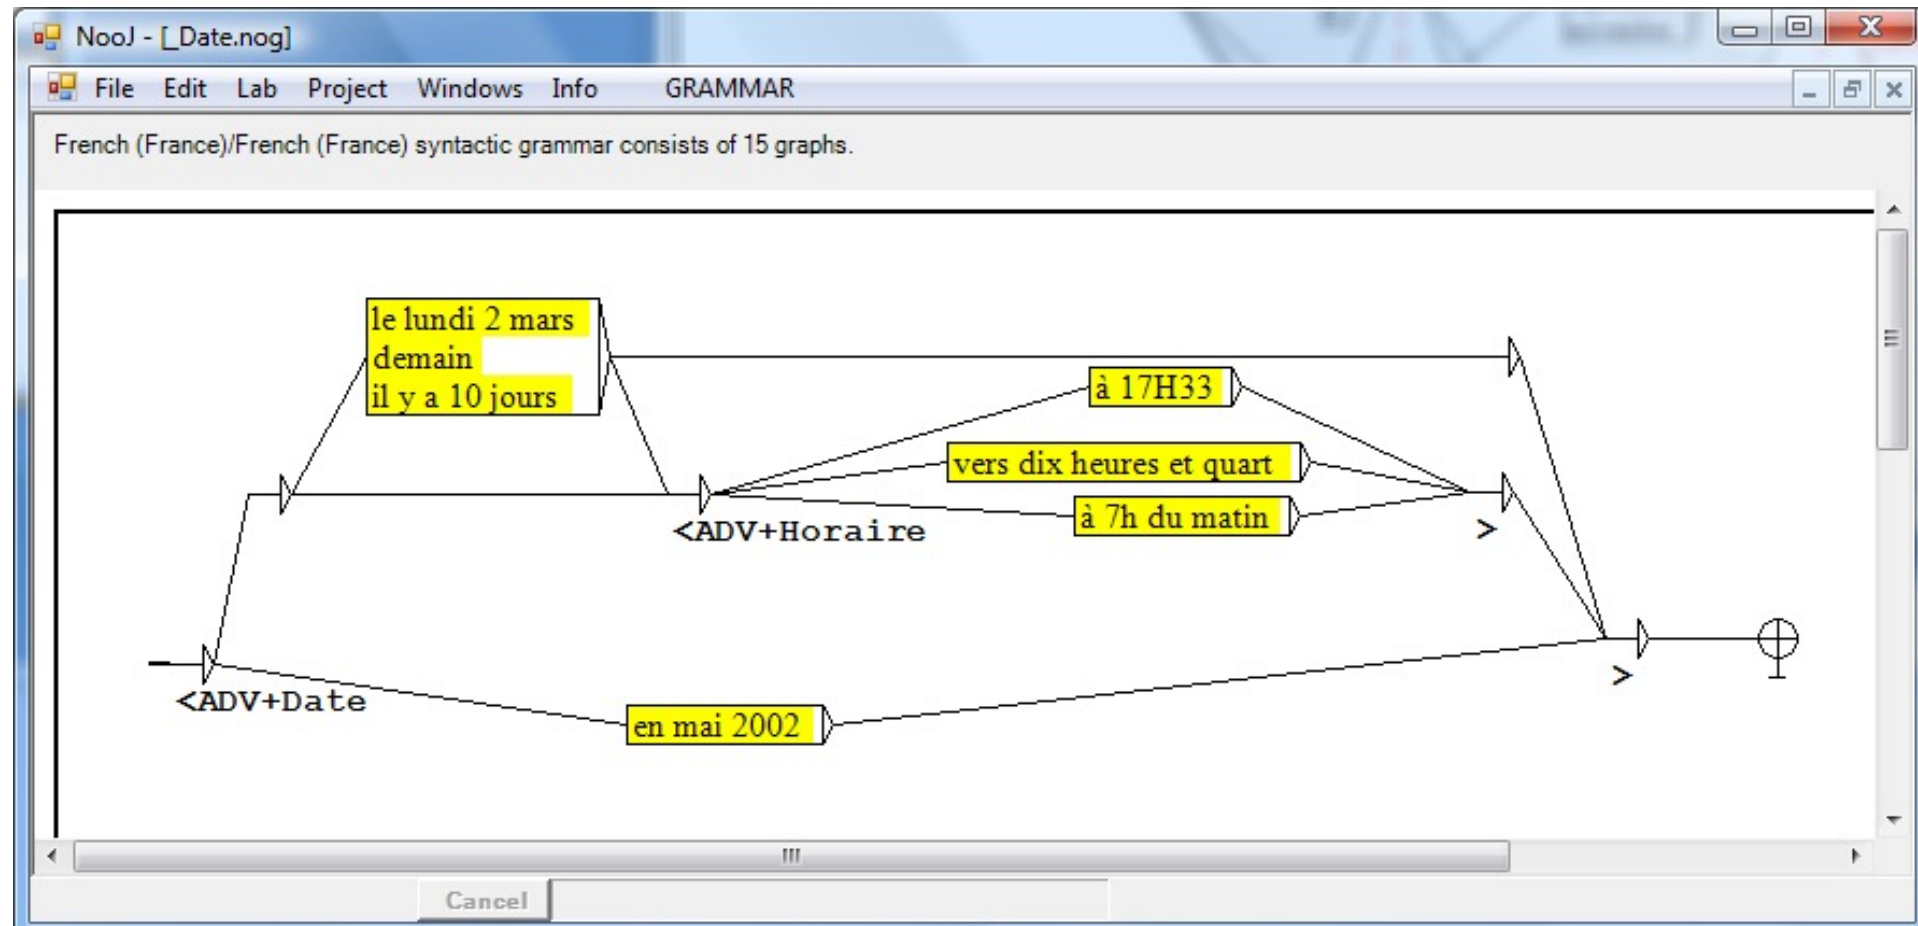 NooJ - [_Date.nog]
File Edit Lab Project Windows Info GRAMMAR
French (France)/French (France) syntactic grammar consists of 15 graphs.
le lundi 2 mars
demain
il y a 10 jours
à 17H33
vers dix heures et quart
à 7h du matin
<ADV+Horaire
>
<ADV+Date
>
en mai 2002
Cancel